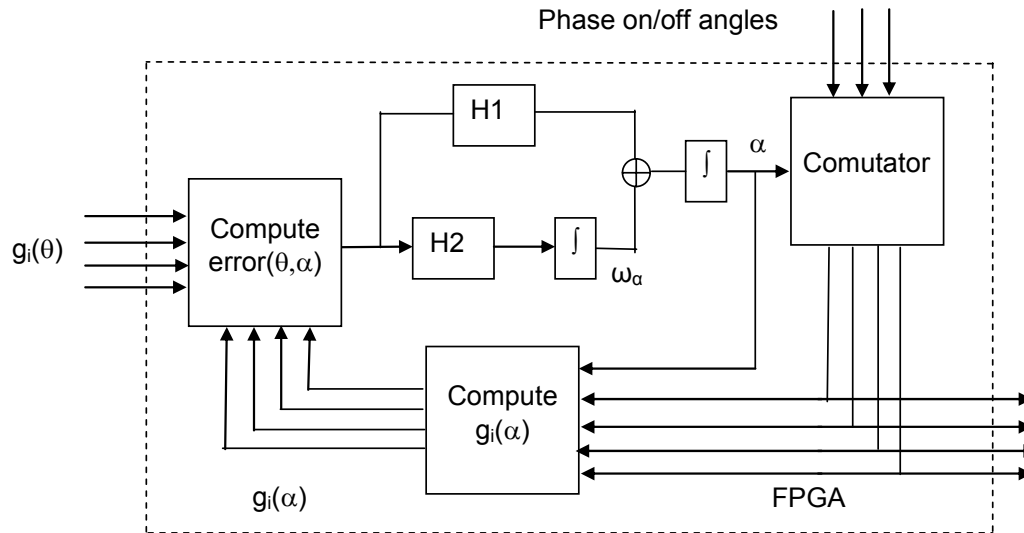 Phase on/off angles
H1
α
∫
Comutator
Compute
error(θ,α)
H2
∫
gᵢ(θ)
ωα
Compute
gᵢ(α)
gᵢ(α)
FPGA